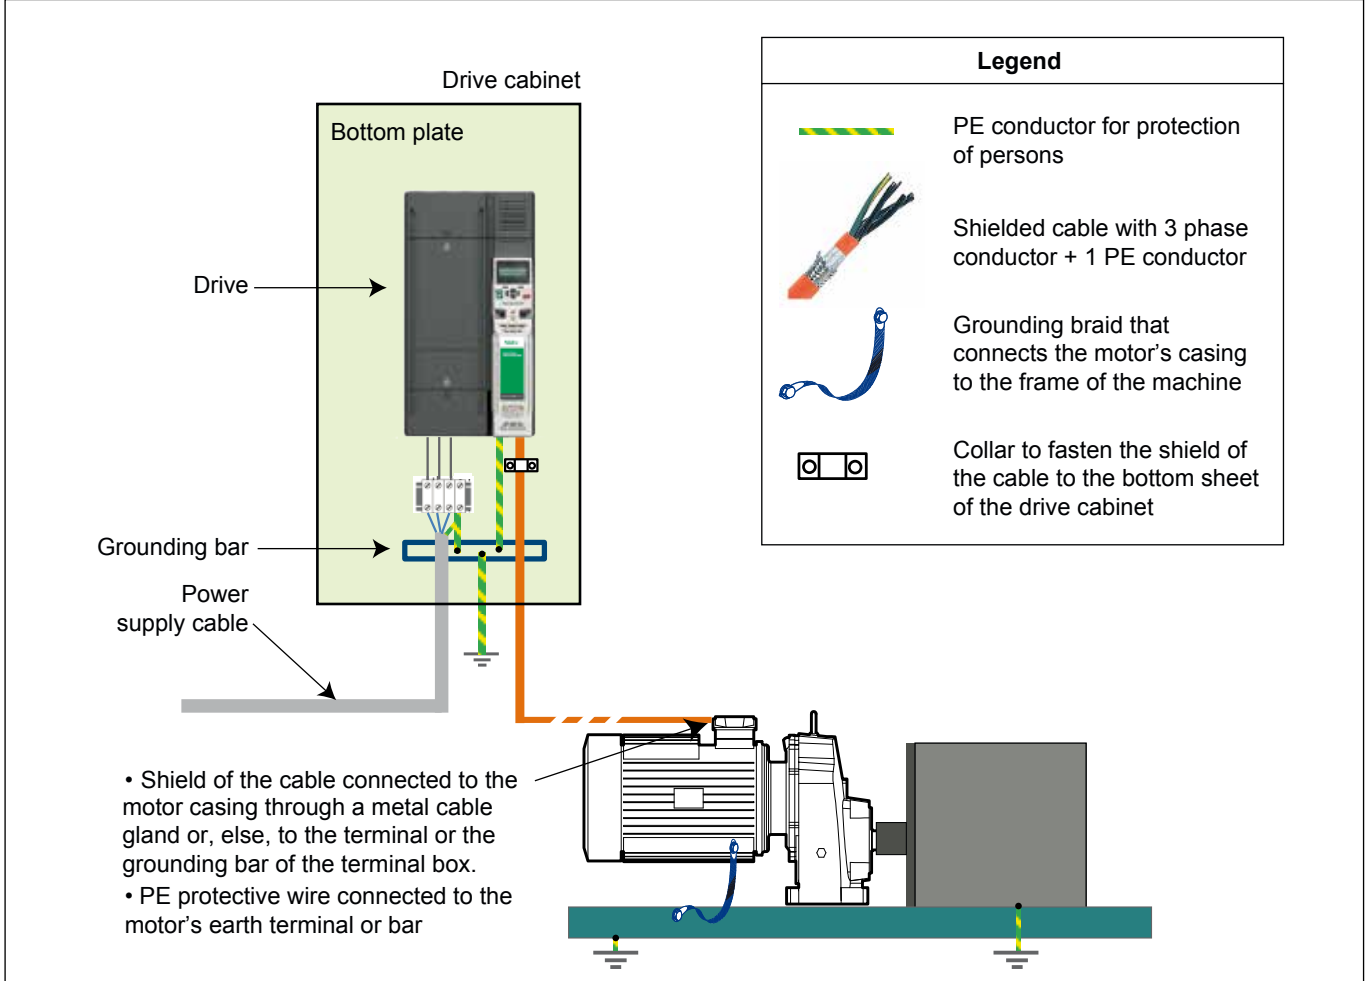 Drive cabinet
Bottom plate
Drive
Grounding bar
Power
supply cable
• Shield of the cable connected to the
motor casing through a metal cable
gland or, else, to the terminal or the
grounding bar of the terminal box.
• PE protective wire connected to the
motor's earth terminal or bar
Legend
PE conductor for protection
of persons
Shielded cable with 3 phase
conductor + 1 PE conductor
Grounding braid that
connects the motor's casing
to the frame of the machine
Collar to fasten the shield of
the cable to the bottom sheet
of the drive cabinet